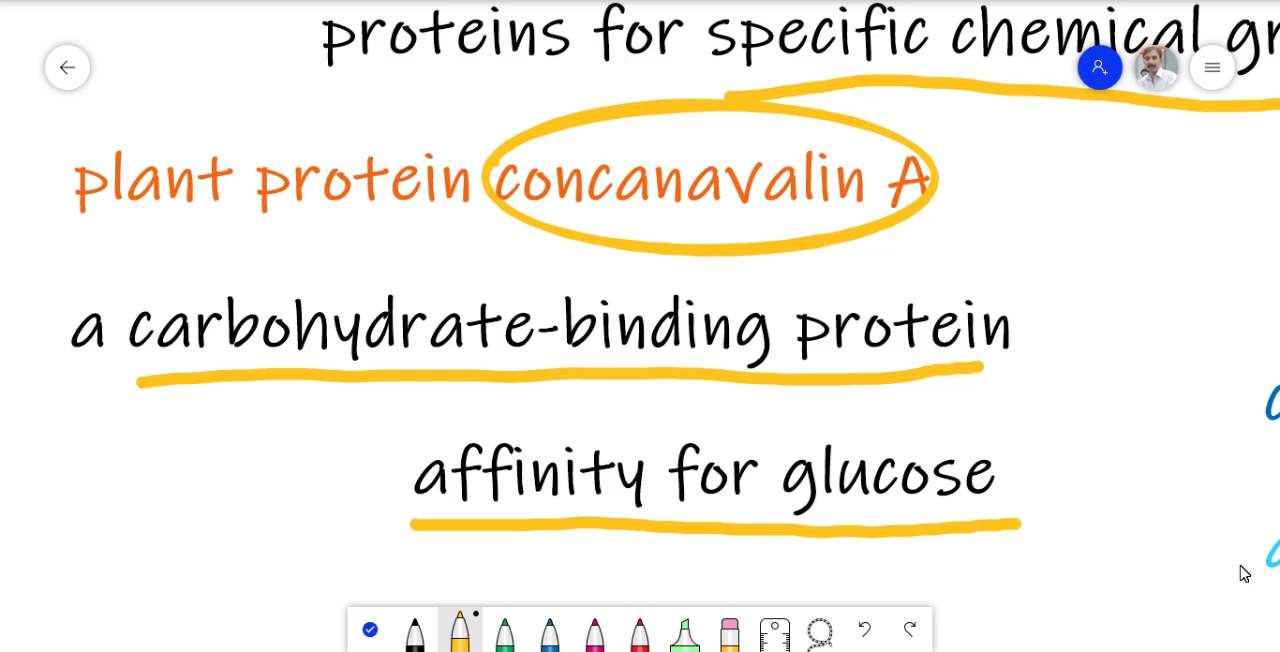 proteins for specific chemical
plant protein concanavalin A
a carbohydrate-binding protein
affinity for glucose